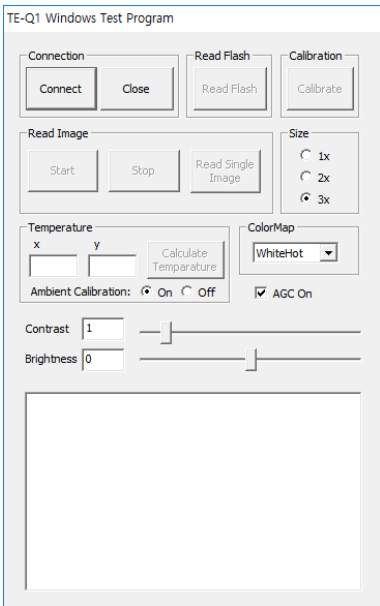 TE-Q1 Windows Test Program
Connection
Read Flash
Calibration
Connect
Close
Read Flash
Calibrate
Read Image
Size
Start
Stop
Read Single
Image
1x
2x
3x
Temperature
ColorMap
x
y
Calculate
Temparature
WhiteHot
Ambient Calibration:
On
Off
AGC On
Contrast
1
Brightness
0